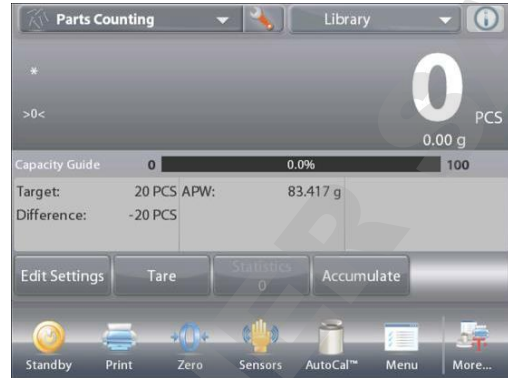 Parts Counting
Library
*
>0<
0 PCS
0.00 g
Capacity Guide 0 0.0% 100
Target: 20 PCS APW: 83.417 g
Difference: -20 PCS
Edit Settings Tare Statistics Accumulate
0
Standby Print Zero Sensors AutoCal™ Menu More...